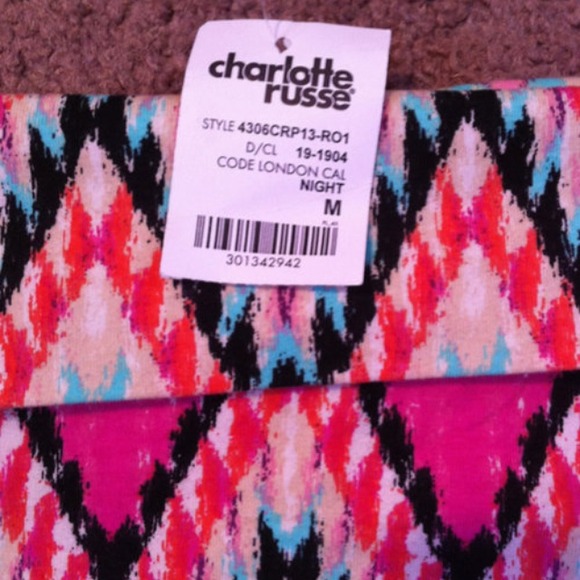 charlotte
russe
STYLE 4306CRP13-RO1
D/CL 19-1904
CODE LONDON CAL
NIGHT
M
301342942